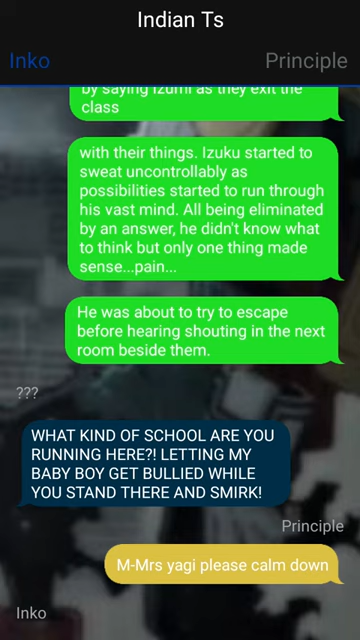 Indian Ts
Inko
Principle
by saying Izumi as they exit the
class
with their things. Izuku started to
sweat uncontrollably as
possibilities started to run through
his vast mind. All being eliminated
by an answer, he didn't know what
to think but only one thing made
sense...pain...
He was about to try to escape
before hearing shouting in the next
room beside them.
???
WHAT KIND OF SCHOOL ARE YOU
RUNNING HERE?! LETTING MY
BABY BOY GET BULLIED WHILE
YOU STAND THERE AND SMIRK!
Principle
M-Mrs yagi please calm down
Inko